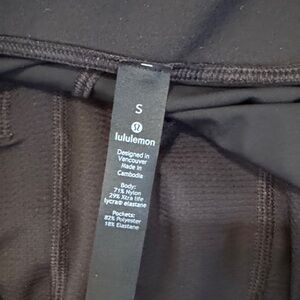 S
lululemon
Designed in
Vancouver
Made in
Cambodia
Body:
71% Nylon
29% Xtra life
lycra® elastane
Pockets:
82% Polyester
18% Elastane